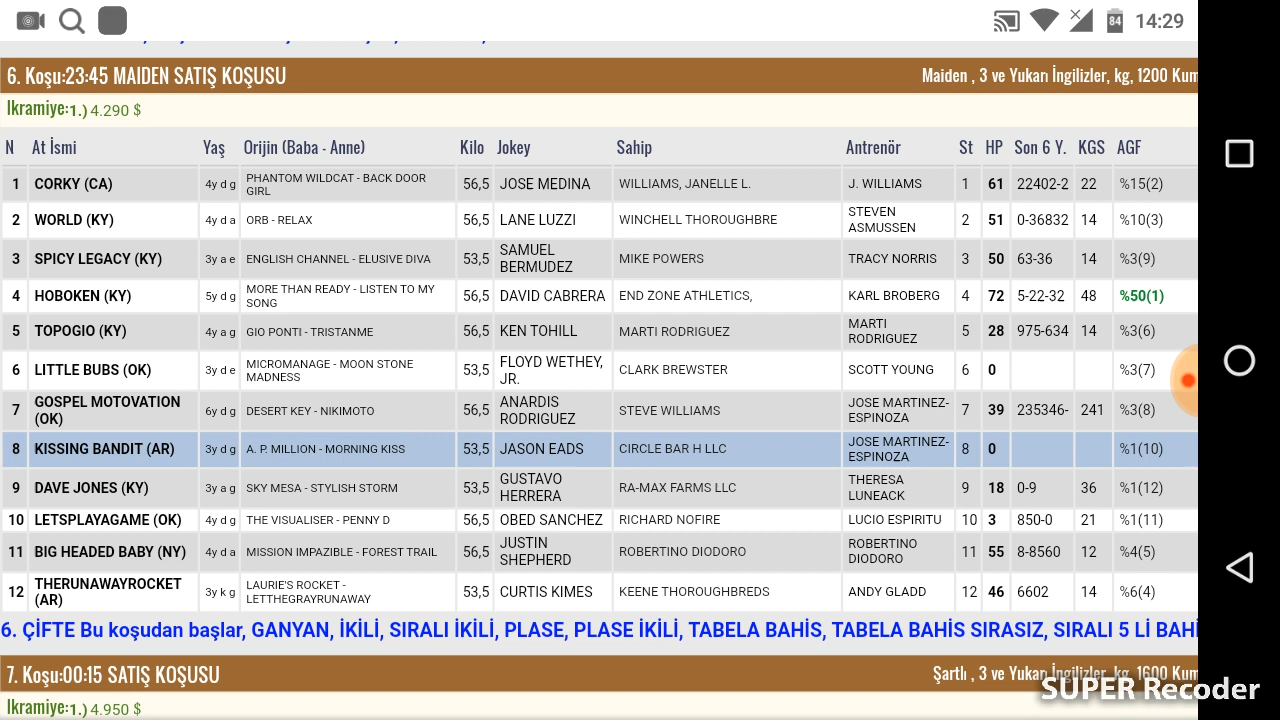 84 14:29
6. Koşu:23:45 MAIDEN SATIŞ KOŞUSU Maiden , 3 ve Yukarı İngilizler, kg, 1200 Kum
Ikramiye:1.) 4.290 $
N At İsmi Yaş Orijin (Baba - Anne) Kilo Jokey Sahip Antrenör St HP Son 6 Y. KGS AGF
1 CORKY (CA) 4y d g PHANTOM WILDCAT - BACK DOOR GIRL 56,5 JOSE MEDINA WILLIAMS, JANELLE L. J. WILLIAMS 1 61 22402-2 22 %15(2)
2 WORLD (KY) 4y d a ORB - RELAX 56,5 LANE LUZZI WINCHELL THOROUGHBRE STEVEN ASMUSSEN 2 51 0-36832 14 %10(3)
3 SPICY LEGACY (KY) 3y a e ENGLISH CHANNEL - ELUSIVE DIVA 53,5 SAMUEL BERMUDEZ MIKE POWERS TRACY NORRIS 3 50 63-36 14 %3(9)
4 HOBOKEN (KY) 5y d g MORE THAN READY - LISTEN TO MY SONG 56,5 DAVID CABRERA END ZONE ATHLETICS, KARL BROBERG 4 72 5-22-32 48 %50(1)
5 TOPOGIO (KY) 4y a g GIO PONTI - TRISTANME 56,5 KEN TOHILL MARTI RODRIGUEZ MARTI RODRIGUEZ 5 28 975-634 14 %3(6)
6 LITTLE BUBS (OK) 3y d e MICROMANAGE - MOON STONE MADNESS 53,5 FLOYD WETHEY, JR. CLARK BREWSTER SCOTT YOUNG 6 0 %3(7)
7 GOSPEL MOTOVATION (OK) 6y d g DESERT KEY - NIKIMOTO 56,5 ANARDIS RODRIGUEZ STEVE WILLIAMS JOSE MARTINEZ-ESPINOZA 7 39 235346- 241 %3(8)
8 KISSING BANDIT (AR) 3y d g A. P. MILLION - MORNING KISS 53,5 JASON EADS CIRCLE BAR H LLC JOSE MARTINEZ-ESPINOZA 8 0 %1(10)
9 DAVE JONES (KY) 3y a g SKY MESA - STYLISH STORM 53,5 GUSTAVO HERRERA RA-MAX FARMS LLC THERESA LUNEACK 9 18 0-9 36 %1(12)
10 LETSPLAYAGAME (OK) 4y d g THE VISUALISER - PENNY D 56,5 OBED SANCHEZ RICHARD NOFIRE LUCIO ESPIRITU 10 3 850-0 21 %1(11)
11 BIG HEADED BABY (NY) 4y d a MISSION IMPAZIBLE - FOREST TRAIL 56,5 JUSTIN SHEPHERD ROBERTINO DIODORO ROBERTINO DIODORO 11 55 8-8560 12 %4(5)
12 THERUNAWAYROCKET (AR) 3y k g LAURIE'S ROCKET - LETTHEGRAYRUNAWAY 53,5 CURTIS KIMES KEENE THOROUGHBREDS ANDY GLADD 12 46 6602 14 %6(4)
6. ÇİFTE Bu koşudan başlar, GANYAN, İKİLİ, SIRALI İKİLİ, PLASE, PLASE İKİLİ, TABELA BAHİS, TABELA BAHİS SIRASIZ, SIRALI 5 Lİ BAHİ
7. Koşu:00:15 SATIŞ KOŞUSU Şartlı , 3 ve Yukarı İngilizler, kg, 1600 Kum
Ikramiye:1.) 4.950 $
SUPER Recoder